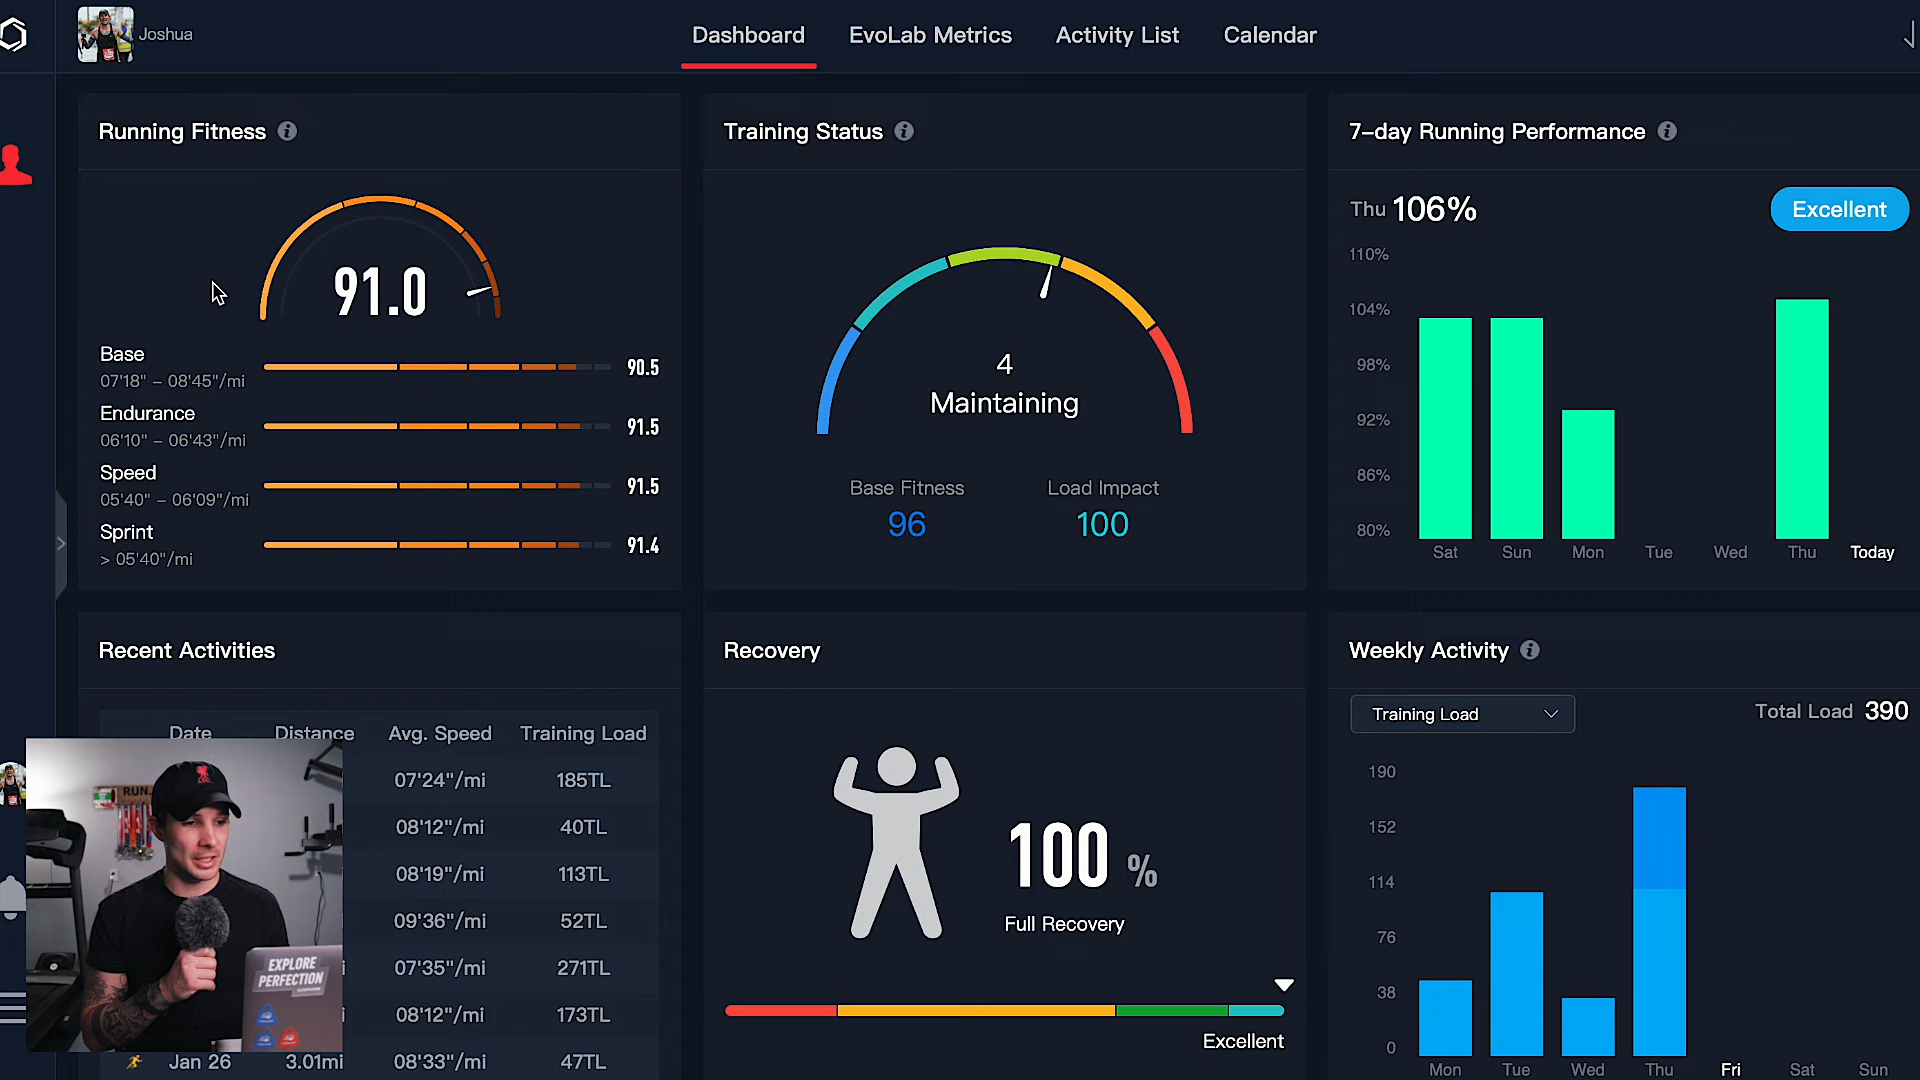 Joshua
Dashboard
EvoLab Metrics
Activity List
Calendar
Running Fitness
91.0
Base
07'18" – 08'45"/mi
90.5
Endurance
06'10" – 06'43"/mi
91.5
Speed
05'40" – 06'09"/mi
91.5
Sprint
> 05'40"/mi
91.4
Training Status
4
Maintaining
Base Fitness
96
Load Impact
100
7-day Running Performance
Thu 106%
Excellent
110%
104%
98%
92%
86%
80%
Sat Sun Mon Tue Wed Thu Today
Recent Activities
Date Distance Avg. Speed Training Load
07'24"/mi 185TL
08'12"/mi 40TL
08'19"/mi 113TL
09'36"/mi 52TL
07'35"/mi 271TL
08'12"/mi 173TL
Jan 26 3.01mi 08'33"/mi 47TL
RUN
EXPLORE
PERFECTION
Recovery
100 %
Full Recovery
Excellent
Weekly Activity
Training Load
Total Load 390
190
152
114
76
38
0
Mon Tue Wed Thu Fri Sat Sun